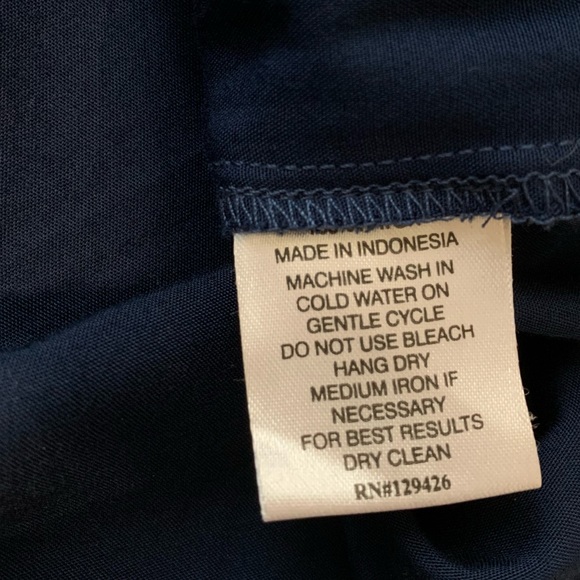 MADE IN INDONESIA
MACHINE WASH IN
COLD WATER ON
GENTLE CYCLE
DO NOT USE BLEACH
HANG DRY
MEDIUM IRON IF
NECESSARY
FOR BEST RESULTS
DRY CLEAN
RN#129426